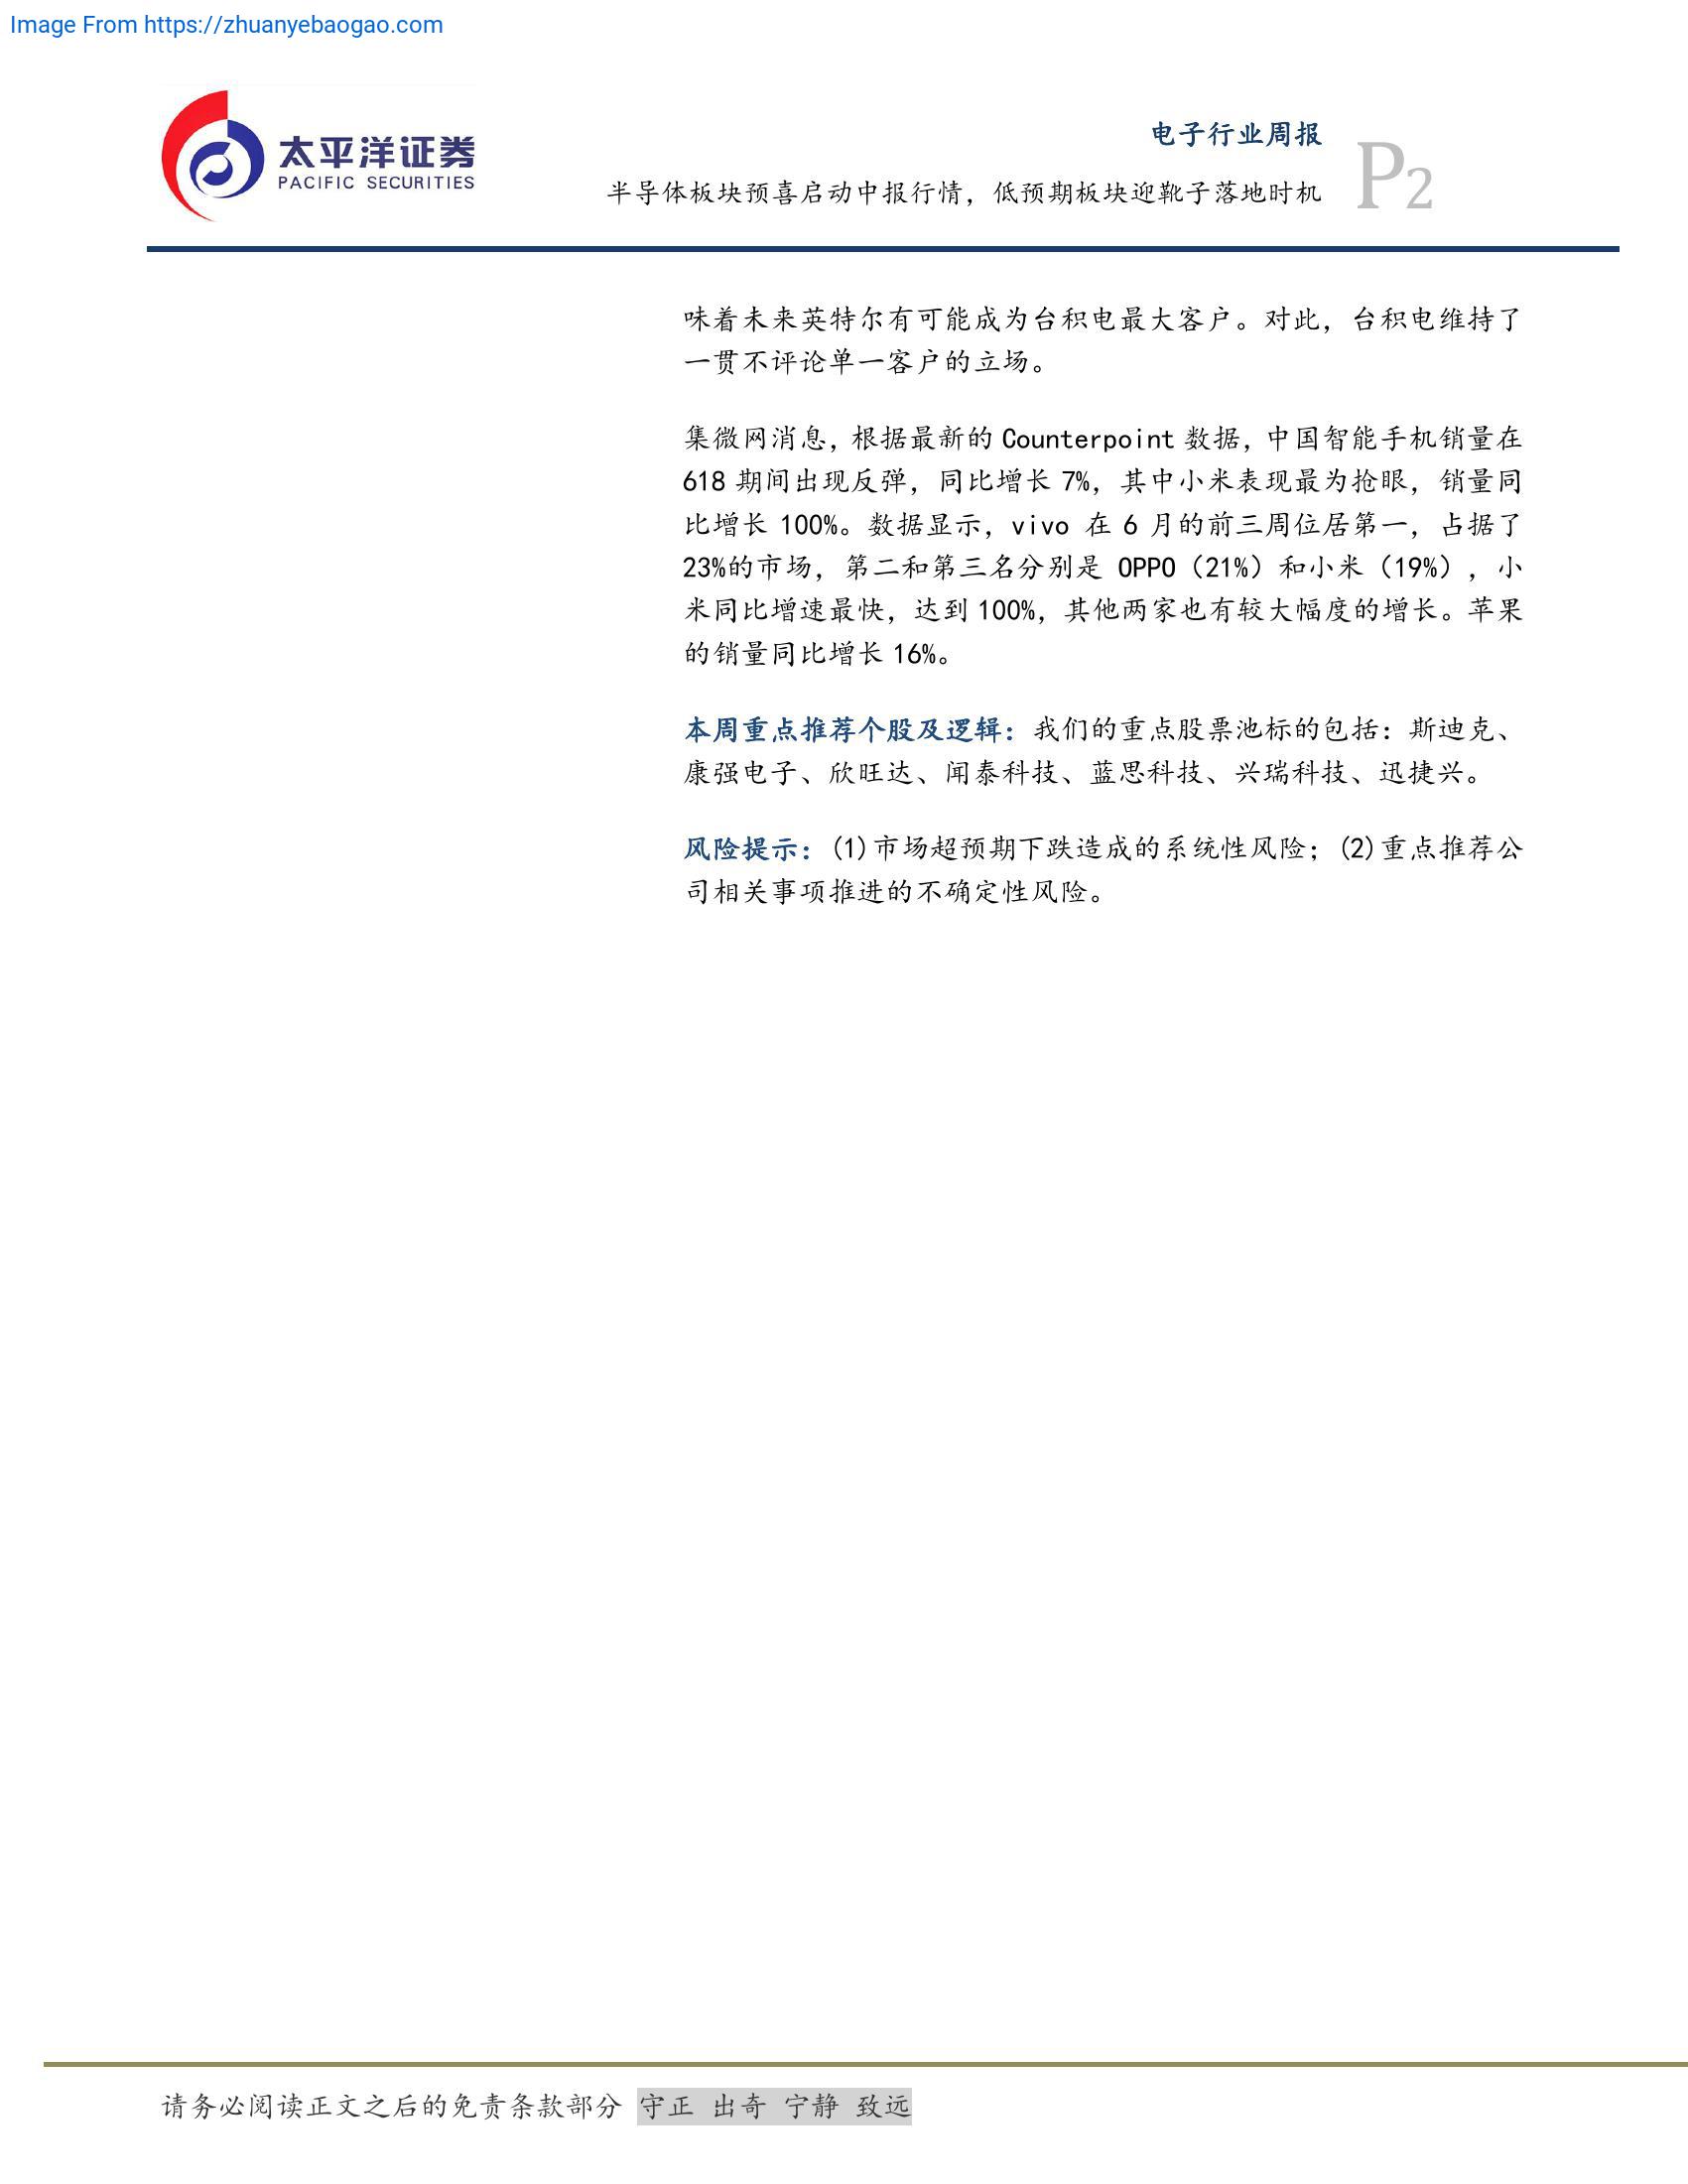 Image From https://zhuanyebaogao.com
太平洋证券
PACIFIC SECURITIES
电子行业周报
半导体板块预喜启动中报行情，低预期板块迎靴子落地时机
P2
味着未来英特尔有可能成为台积电最大客户。对此，台积电维持了
一贯不评论单一客户的立场。
集微网消息，根据最新的 Counterpoint 数据，中国智能手机销量在
618 期间出现反弹，同比增长 7%，其中小米表现最为抢眼，销量同
比增长 100%。数据显示，vivo 在 6 月的前三周位居第一，占据了
23%的市场，第二和第三名分别是 OPPO（21%）和小米（19%），小
米同比增速最快，达到 100%，其他两家也有较大幅度的增长。苹果
的销量同比增长 16%。
本周重点推荐个股及逻辑：我们的重点股票池标的包括：斯迪克、
康强电子、欣旺达、闻泰科技、蓝思科技、兴瑞科技、迅捷兴。
风险提示：(1)市场超预期下跌造成的系统性风险；(2)重点推荐公
司相关事项推进的不确定性风险。
请务必阅读正文之后的免责条款部分 守正 出奇 宁静 致远